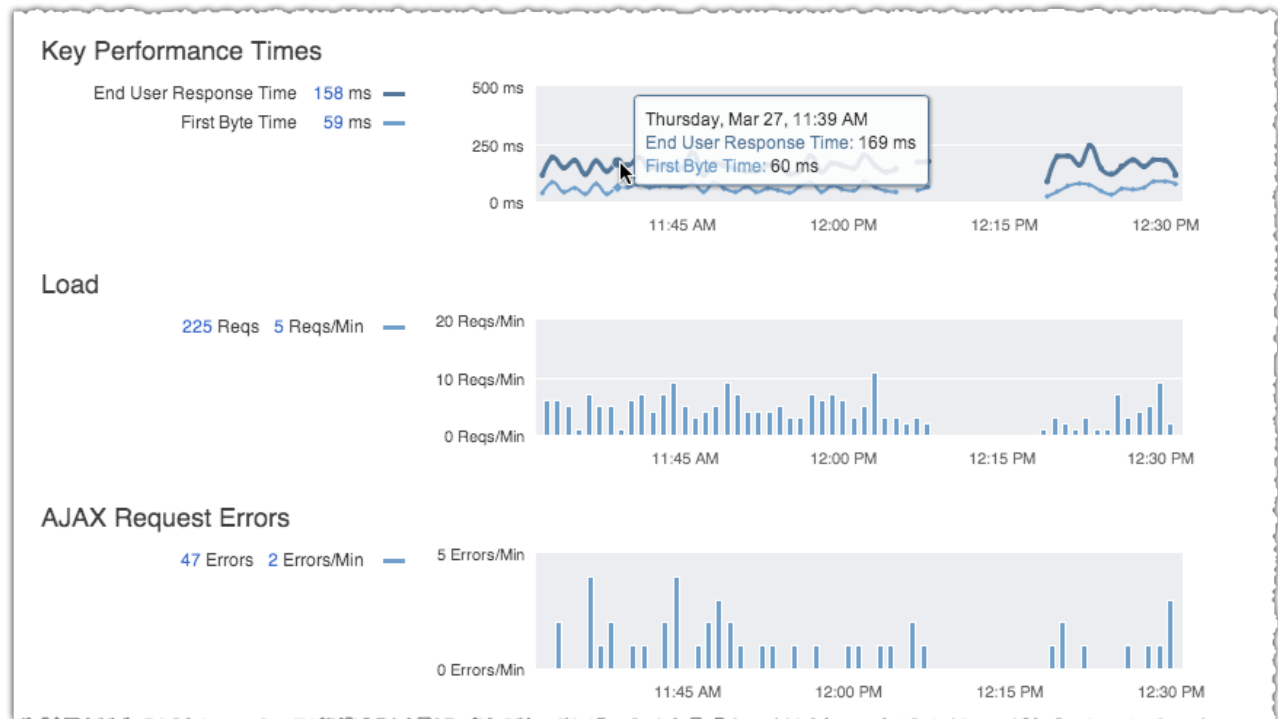 Key Performance Times
End User Response Time 158 ms
First Byte Time 59 ms
500 ms
250 ms
0 ms
Thursday, Mar 27, 11:39 AM
End User Response Time: 169 ms
First Byte Time: 60 ms
11:45 AM 12:00 PM 12:15 PM 12:30 PM
Load
225 Reqs 5 Reqs/Min
20 Reqs/Min
10 Reqs/Min
0 Reqs/Min
11:45 AM 12:00 PM 12:15 PM 12:30 PM
AJAX Request Errors
47 Errors 2 Errors/Min
5 Errors/Min
0 Errors/Min
11:45 AM 12:00 PM 12:15 PM 12:30 PM